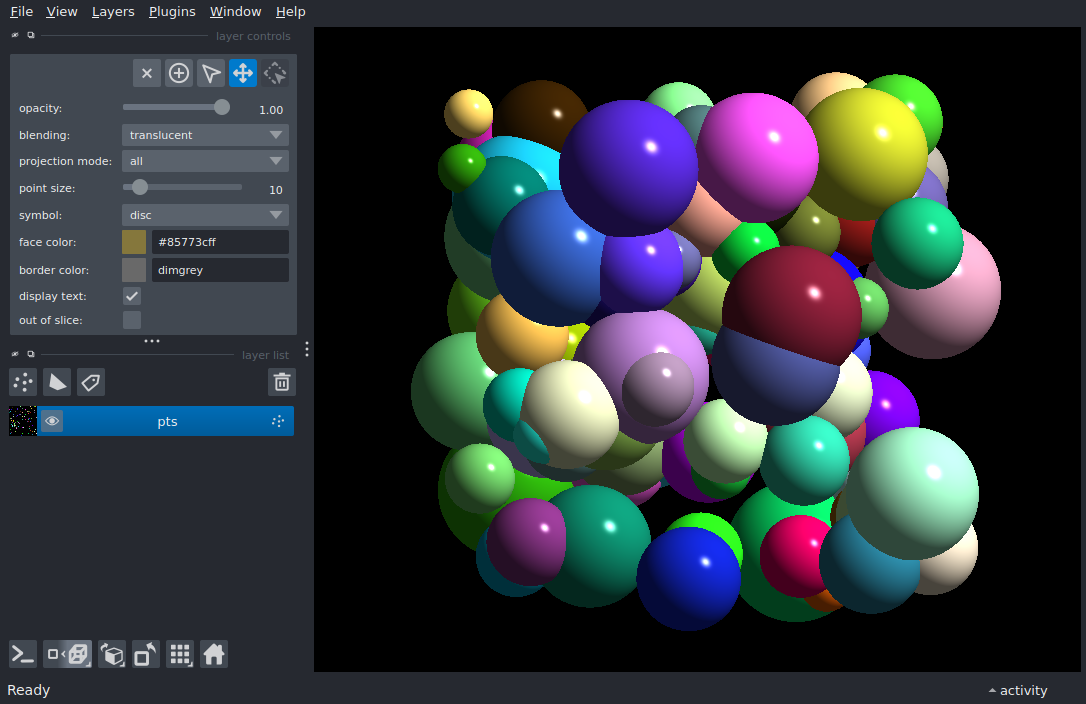 File View Layers Plugins Window Help
layer controls
opacity: 1.00
blending: translucent
projection mode: all
point size: 10
symbol: disc
face color: #85773cff
border color: dimgrey
display text:
out of slice:
layer list
pts
Ready
activity